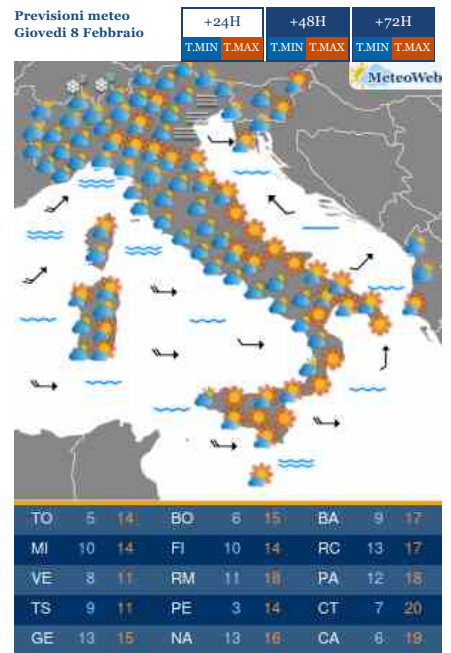 Previsioni meteo
Giovedi 8 Febbraio
+24H +48H +72H
T.MIN T.MAX T.MIN T.MAX T.MIN T.MAX
MeteoWeb
TO 5 14 BO 6 15 BA 9 17
MI 10 14 FI 10 14 RC 13 17
VE 8 11 RM 11 18 PA 12 18
TS 9 11 PE 3 14 CT 7 20
GE 13 15 NA 13 16 CA 6 19